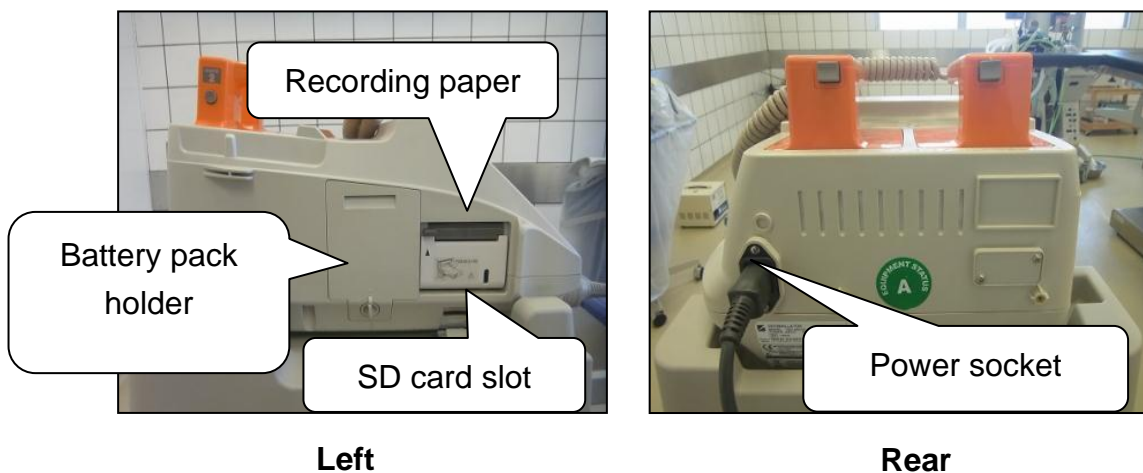 Recording paper
Battery pack
holder
SD card slot
EQUIPMENT STATUS
A
Power socket
Left
Rear